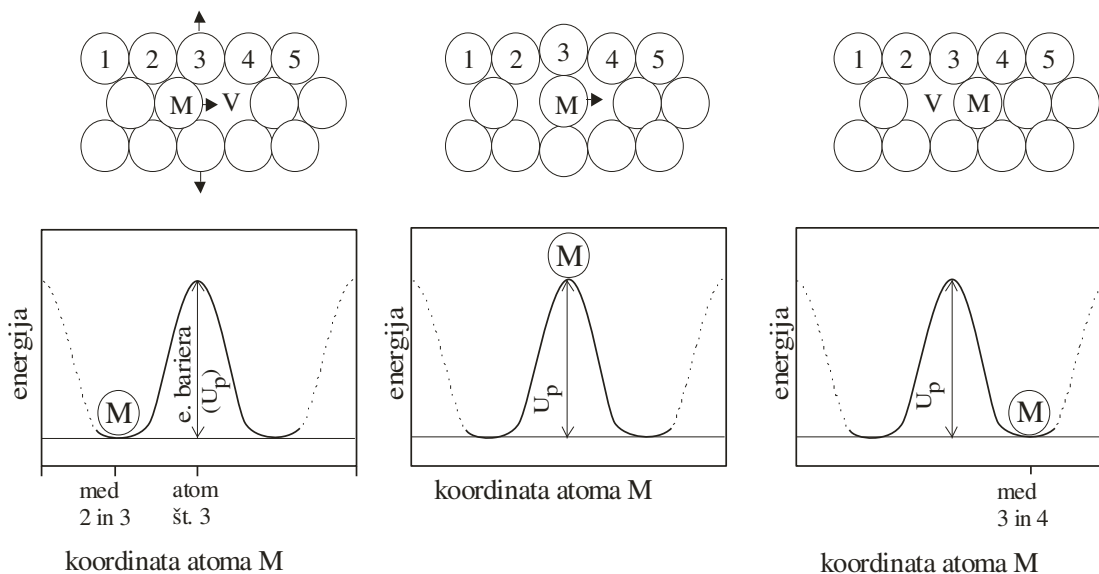 1 2 3 4 5
M V
1 2 3 4 5
M
1 2 3 4 5
V M
energija
M
e. bariera
(Up)
med
2 in 3
atom
št. 3
koordinata atoma M
energija
M
Up
koordinata atoma M
energija
Up
M
med
3 in 4
koordinata atoma M